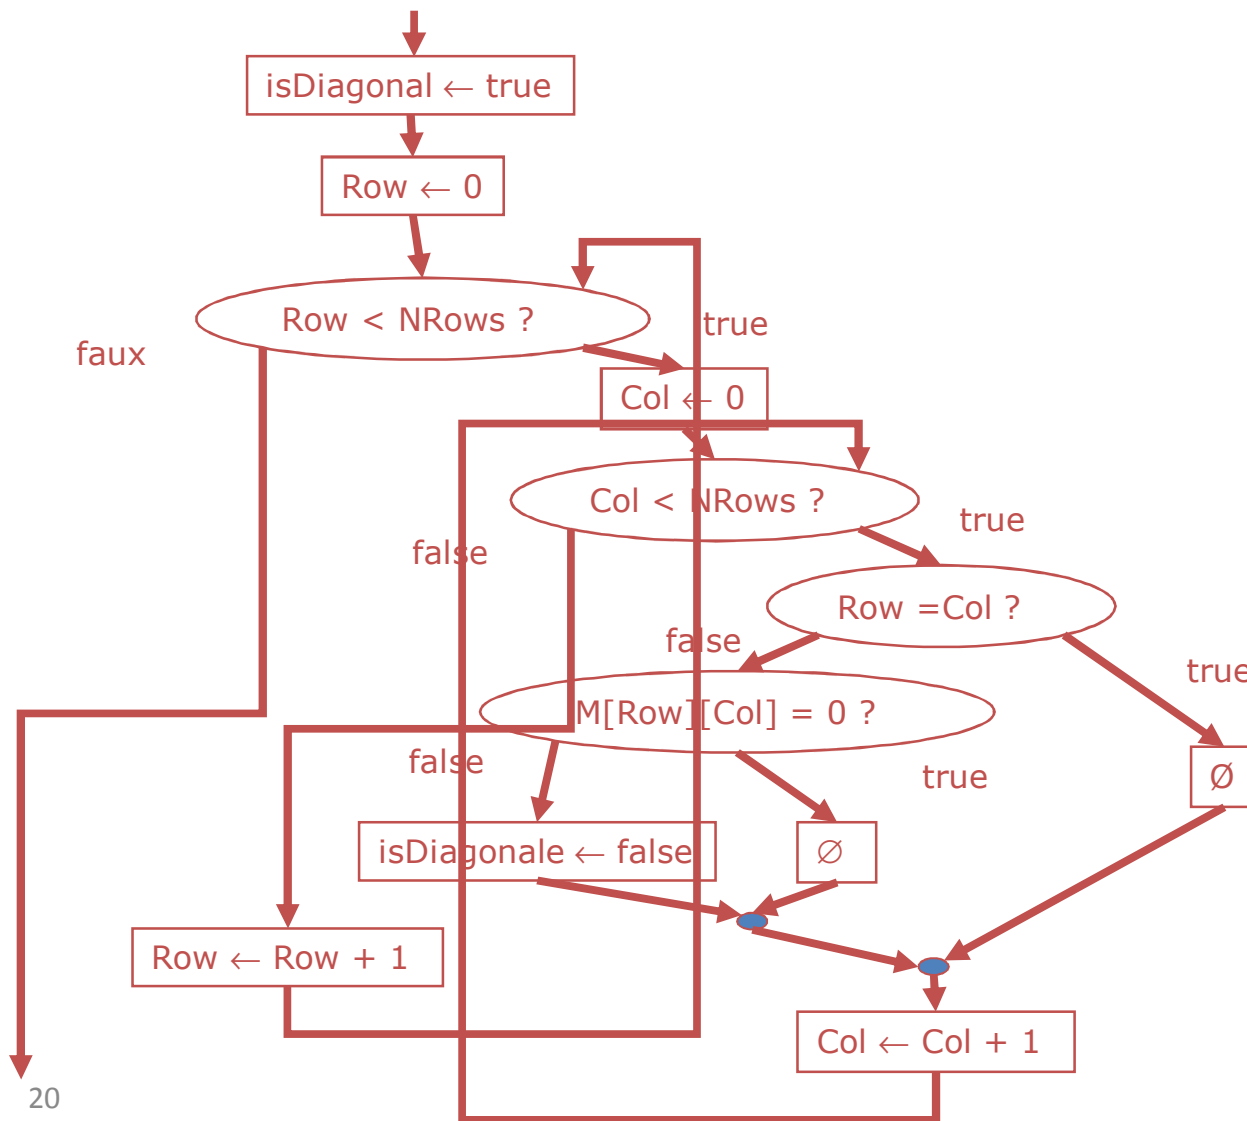 isDiagonal ← true
Row ← 0
Row < NRows ?
true
faux
Col ← 0
Col < NRows ?
true
false
Row =Col ?
false
true
M[Row][Col] = 0 ?
false
true
Ø
isDiagonale ← false
∅
Row ← Row + 1
Col ← Col + 1
20